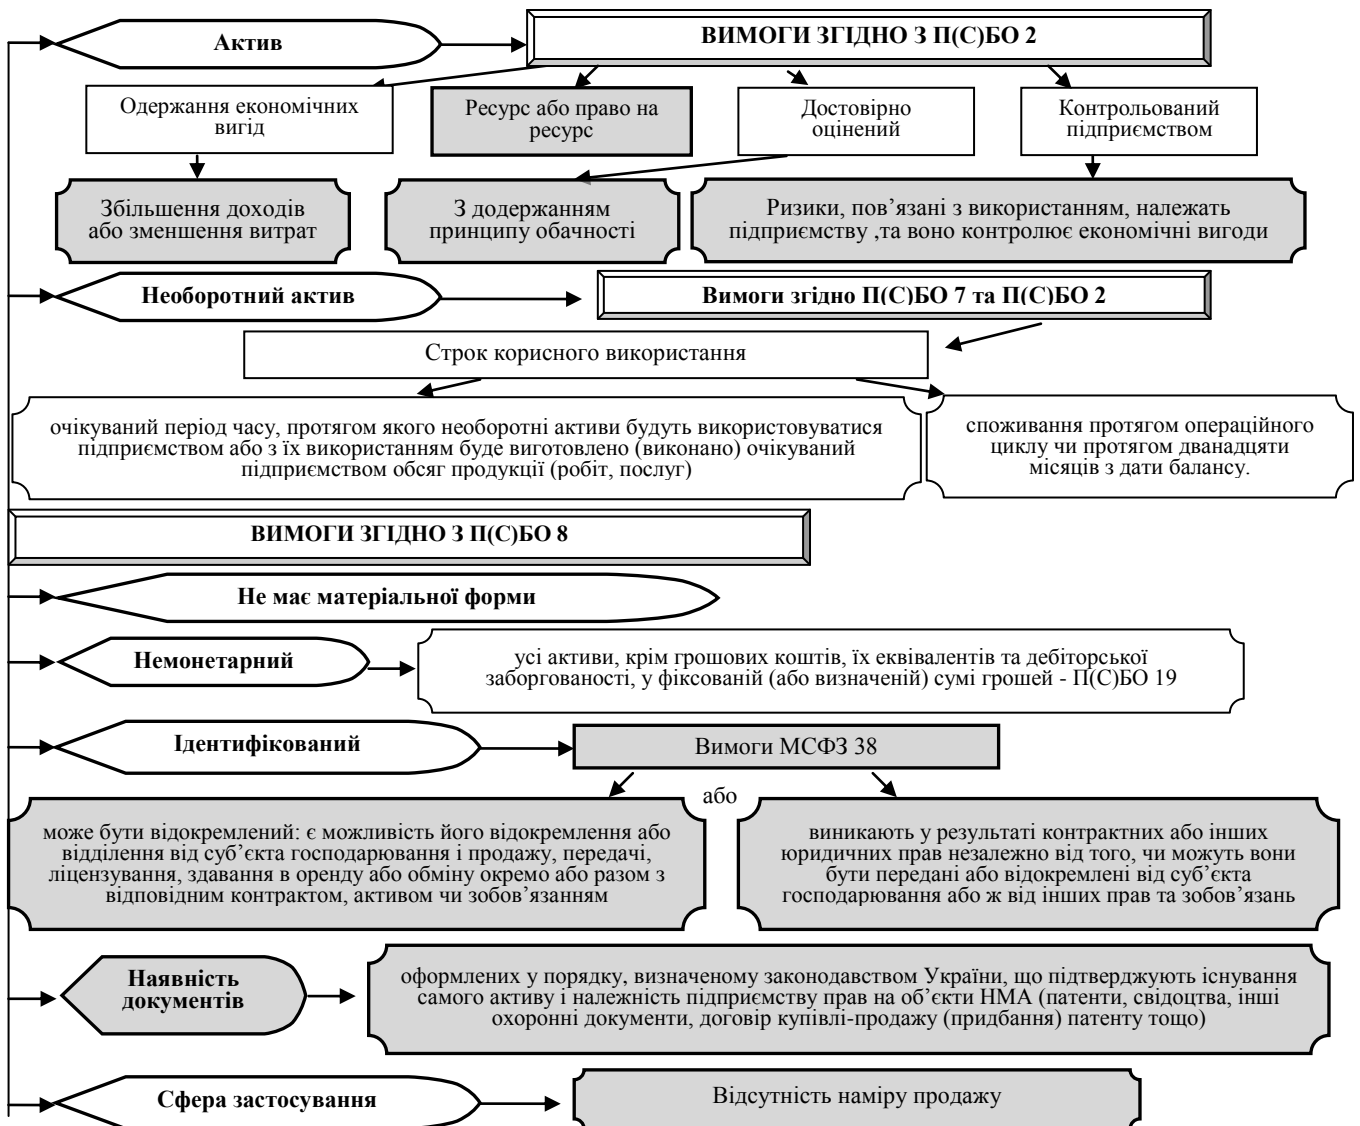 Актив
ВИМОГИ ЗГІДНО З П(С)БО 2
Одержання економічних
вигід
Ресурс або право на
ресурс
Достовірно
оцінений
Контрольований
підприємством
Збільшення доходів
або зменшення витрат
З додержанням
принципу обачності
Ризики, пов’язані з використанням, належать
підприємству ,та воно контролює економічні вигоди
Необоротний актив
Вимоги згідно П(С)БО 7 та П(С)БО 2
Строк корисного використання
очікуваний період часу, протягом якого необоротні активи будуть використовуватися
підприємством або з їх використанням буде виготовлено (виконано) очікуваний
підприємством обсяг продукції (робіт, послуг)
споживання протягом операційного
циклу чи протягом дванадцяти
місяців з дати балансу.
ВИМОГИ ЗГІДНО З П(С)БО 8
Не має матеріальної форми
Немонетарний
усі активи, крім грошових коштів, їх еквівалентів та дебіторської
заборгованості, у фіксованій (або визначеній) сумі грошей - П(С)БО 19
Ідентифікований
Вимоги МСФЗ 38
або
може бути відокремлений: є можливість його відокремлення або
відділення від суб’єкта господарювання і продажу, передачі,
ліцензування, здавання в оренду або обміну окремо або разом з
відповідним контрактом, активом чи зобов’язанням
виникають у результаті контрактних або інших
юридичних прав незалежно від того, чи можуть вони
бути передані або відокремлені від суб’єкта
господарювання або ж від інших прав та зобов’язань
Наявність
документів
оформлених у порядку, визначеному законодавством України, що підтверджують існування
самого активу і належність підприємству прав на об’єкти НМА (патенти, свідоцтва, інші
охоронні документи, договір купівлі-продажу (придбання) патенту тощо)
Сфера застосування
Відсутність наміру продажу